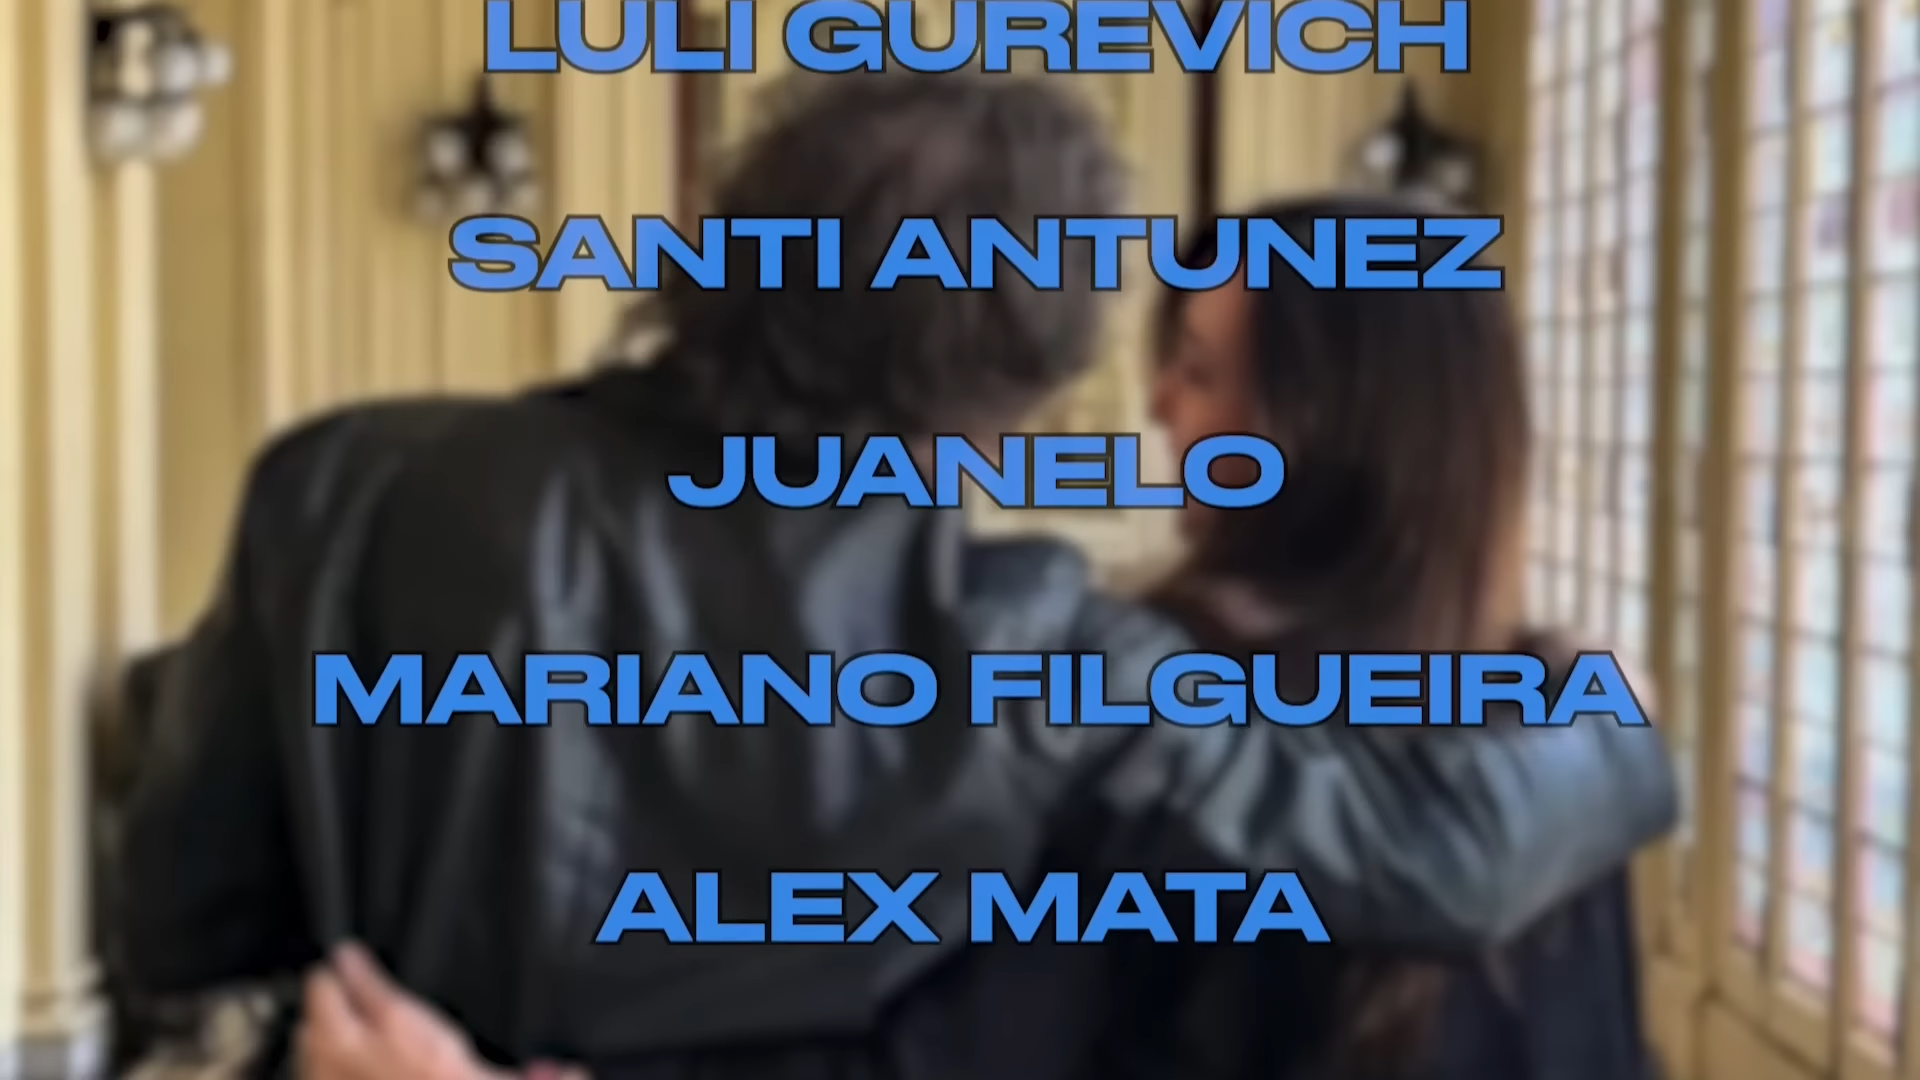 LULI GUREVICH
SANTI ANTUNEZ
JUANELO
MARIANO FILGUEIRA
ALEX MATA